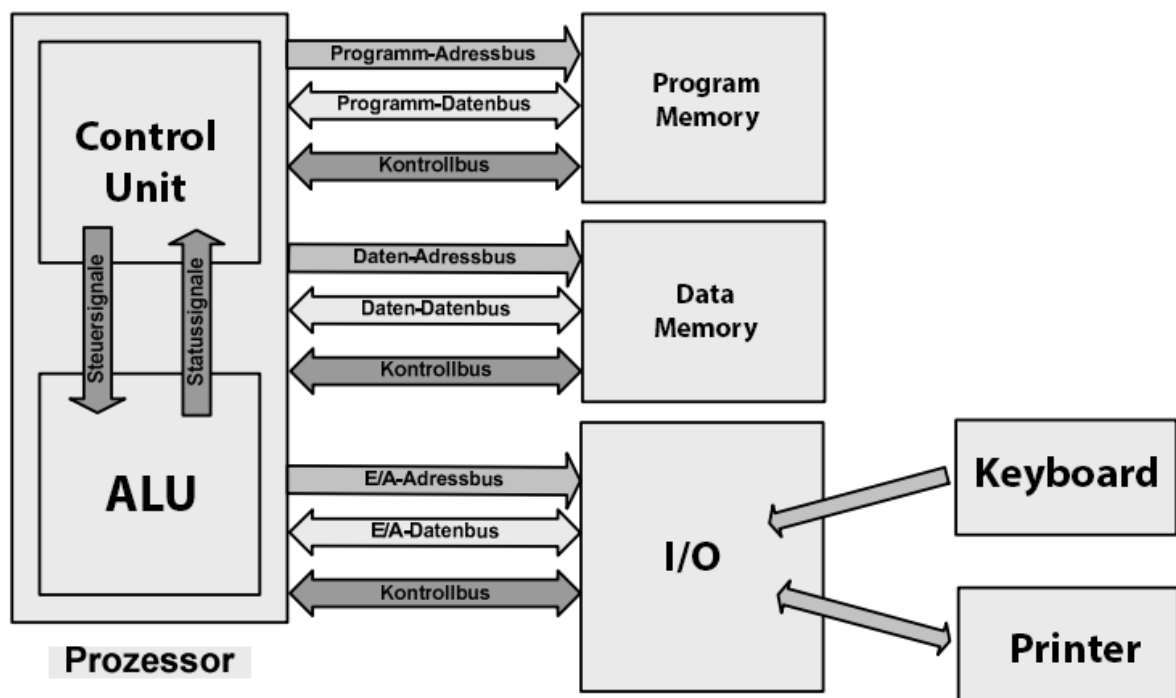 Control
Unit
Steuersignale
Statussignale
ALU
Prozessor
Programm-Adressbus
Programm-Datenbus
Kontrollbus
Program
Memory
Daten-Adressbus
Daten-Datenbus
Kontrollbus
Data
Memory
E/A-Adressbus
E/A-Datenbus
Kontrollbus
I/O
Keyboard
Printer